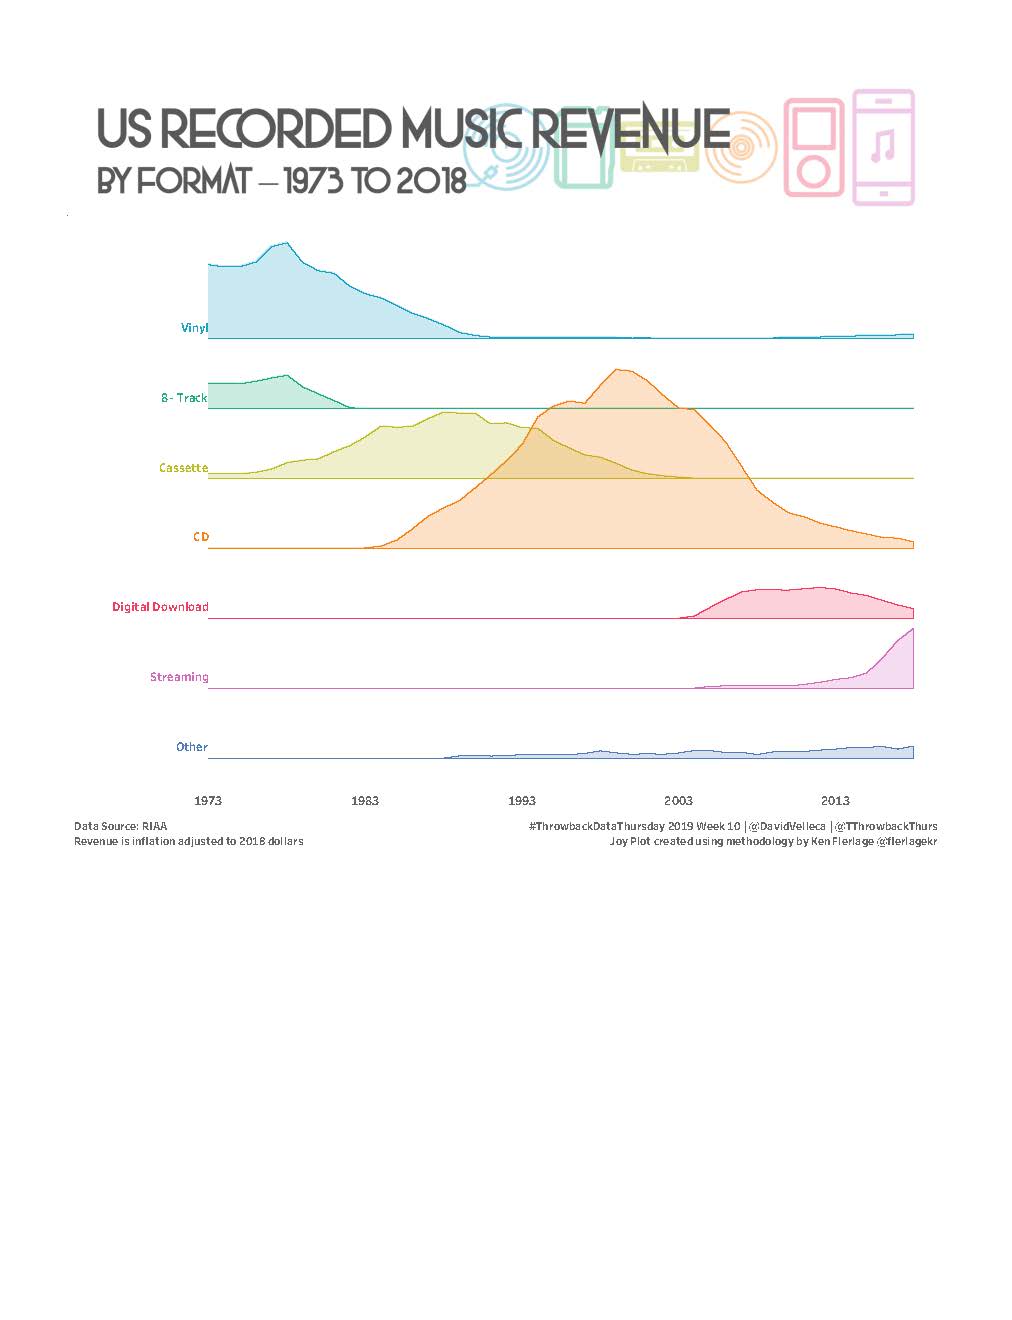 US RECORDED MUSIC REVENUE
BY FORMAT — 1973 TO 2018
Vinyl
8- Track
Cassette
CD
Digital Download
Streaming
Other
1973 1983 1993 2003 2013
Data Source: RIAA #ThrowbackDataThursday 2019 Week 10 | @DavidVelleca | @TThrowbackThurs
Revenue is inflation adjusted to 2018 dollars Joy Plot created using methodology by Ken Flerlage @flerlagekr